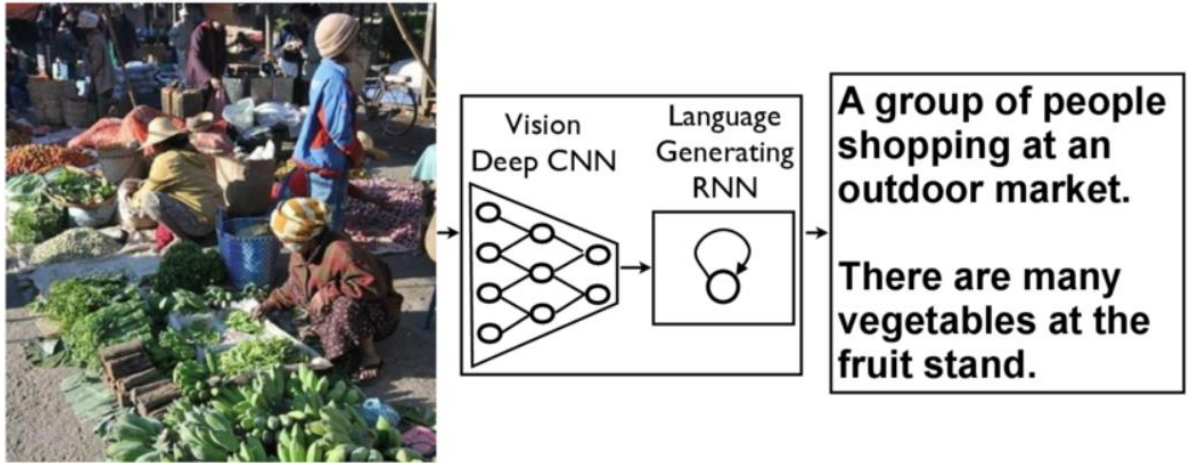 Vision
Deep CNN
Language
Generating
RNN
A group of people
shopping at an
outdoor market.
There are many
vegetables at the
fruit stand.